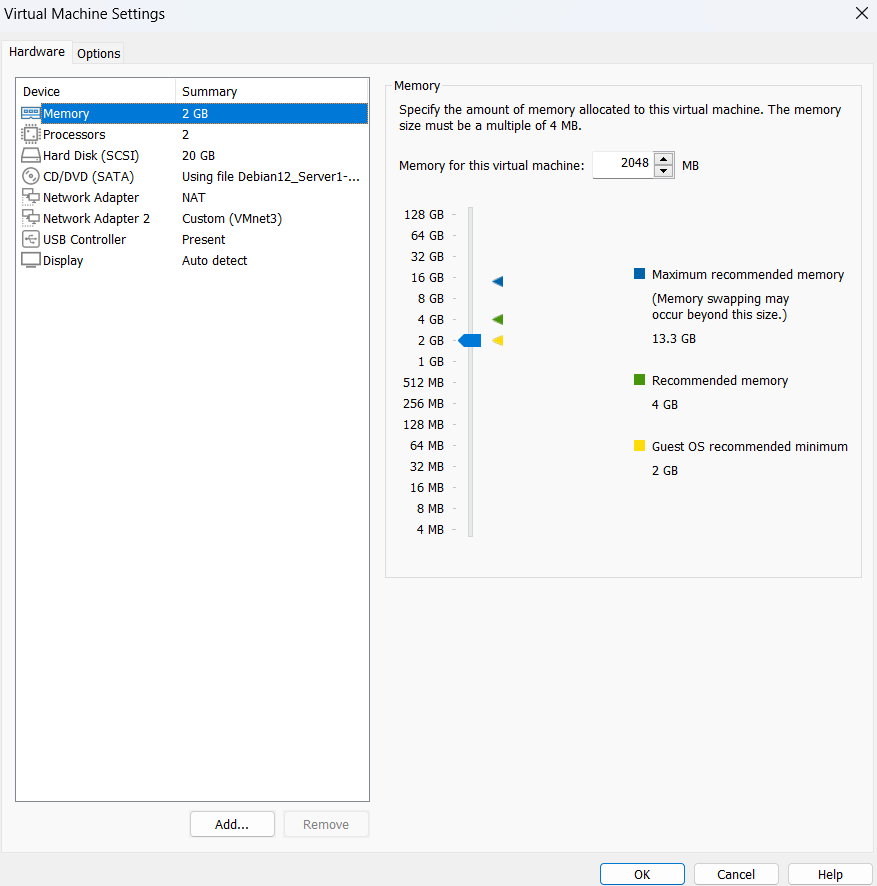 Virtual Machine Settings
Hardware Options
Device Summary
Memory 2 GB
Processors 2
Hard Disk (SCSI) 20 GB
CD/DVD (SATA) Using file Debian12_Server1-...
Network Adapter NAT
Network Adapter 2 Custom (VMnet3)
USB Controller Present
Display Auto detect
Add... Remove
Memory
Specify the amount of memory allocated to this virtual machine. The memory
size must be a multiple of 4 MB.
Memory for this virtual machine: 2048 MB
128 GB
64 GB
32 GB
16 GB
8 GB
4 GB
2 GB
1 GB
512 MB
256 MB
128 MB
64 MB
32 MB
16 MB
8 MB
4 MB
Maximum recommended memory
(Memory swapping may
occur beyond this size.)
13.3 GB
Recommended memory
4 GB
Guest OS recommended minimum
2 GB
OK Cancel Help